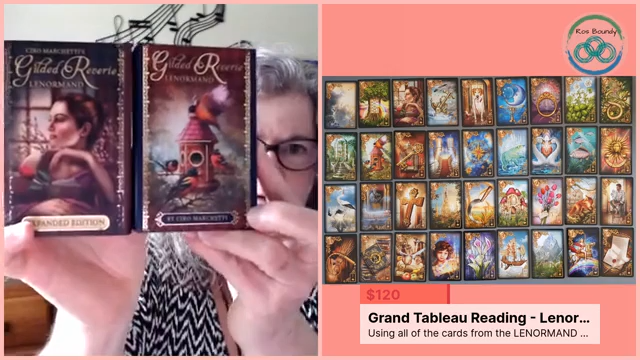 CIRO MARCHETTI'S
Gilded Reverie
LENORMAND
EXPANDED EDITION
Gilded Reverie
LENORMAND
BY CIRO MARCHETTI
Ros Boundy
$120
Grand Tableau Reading - Lenor...
Using all of the cards from the LENORMAND ...